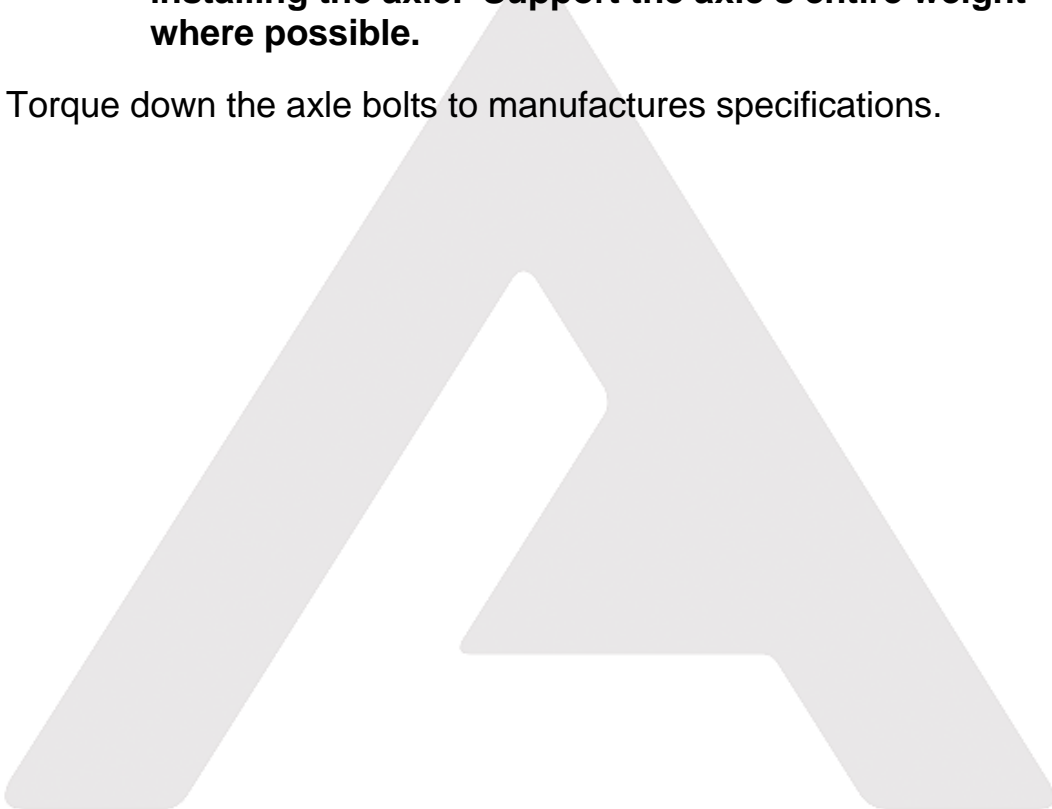 installing the axle.  Support the axle's entire weight
where possible.
Torque down the axle bolts to manufactures specifications.